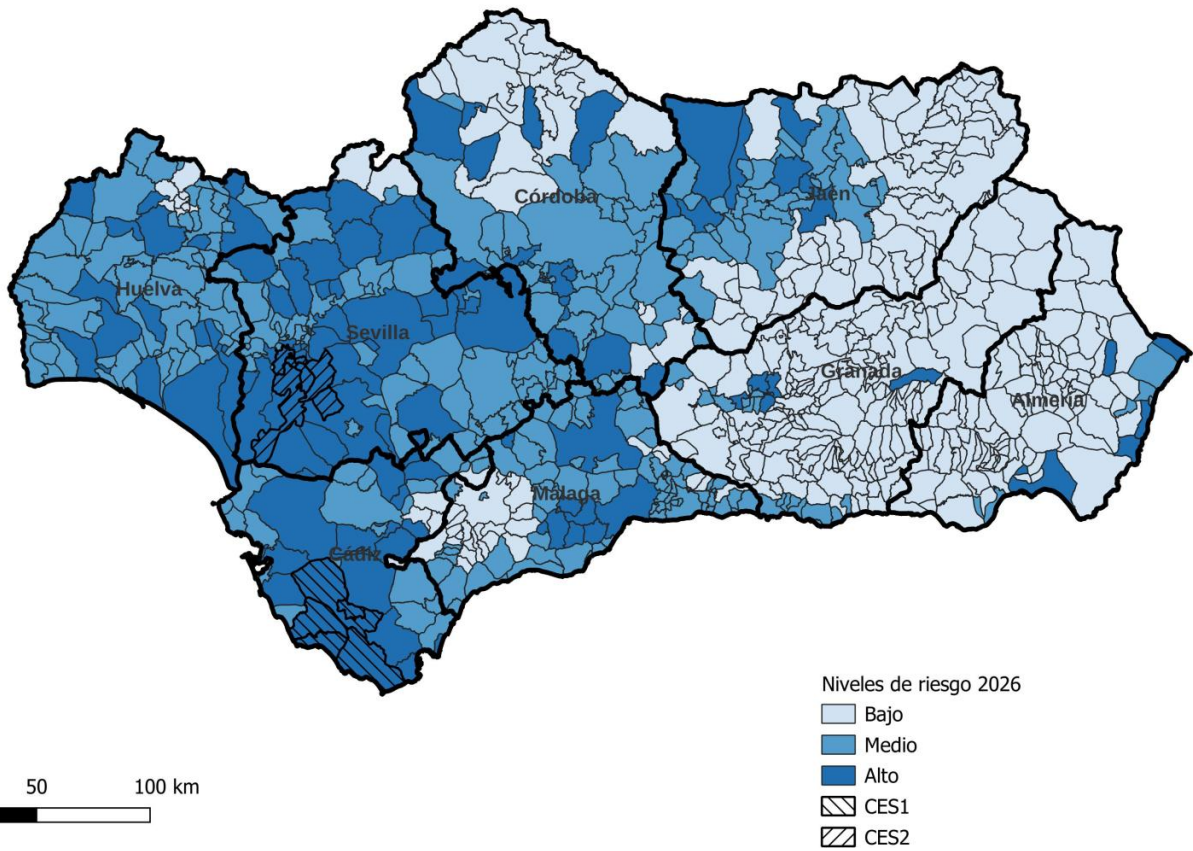 Córdoba
Jaén
Huelva
Sevilla
Granada
Almería
Málaga
Cádiz
Niveles de riesgo 2026
Bajo
Medio
Alto
CES1
CES2
50 100 km